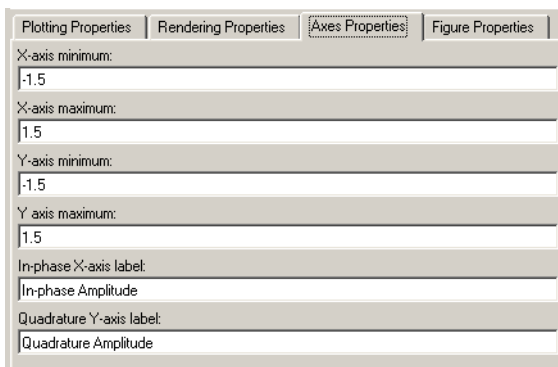 Plotting Properties Rendering Properties Axes Properties Figure Properties
X-axis minimum:
-1.5
X-axis maximum:
1.5
Y-axis minimum:
-1.5
Y axis maximum:
1.5
In-phase X-axis label:
In-phase Amplitude
Quadrature Y-axis label:
Quadrature Amplitude